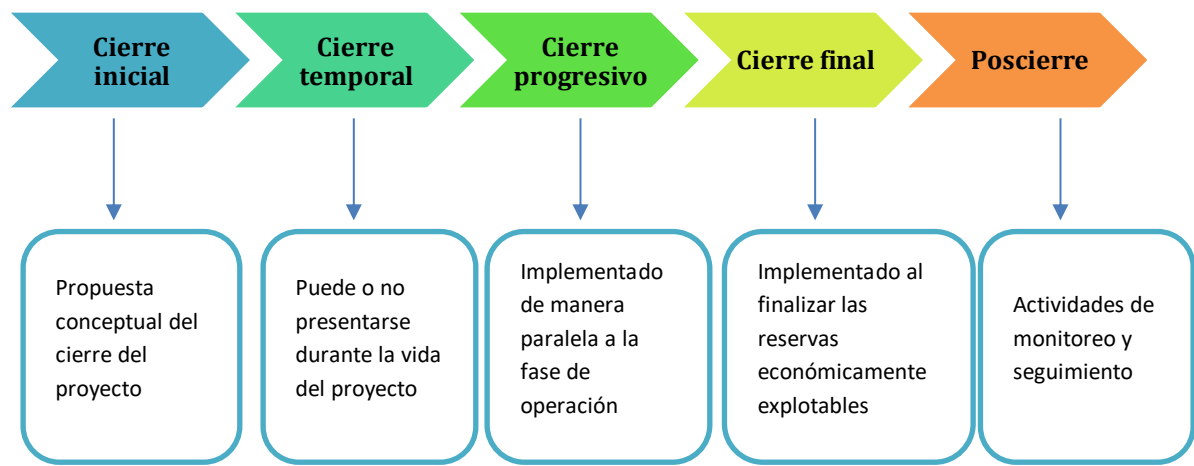 Cierre
inicial
Cierre
temporal
Cierre
progresivo
Cierre final
Poscierre
Propuesta
conceptual del
cierre del
proyecto
Puede o no
presentarse
durante la vida
del proyecto
Implementado
de manera
paralela a la
fase de
operación
Implementado al
finalizar las
reservas
económicamente
explotables
Actividades de
monitoreo y
seguimiento